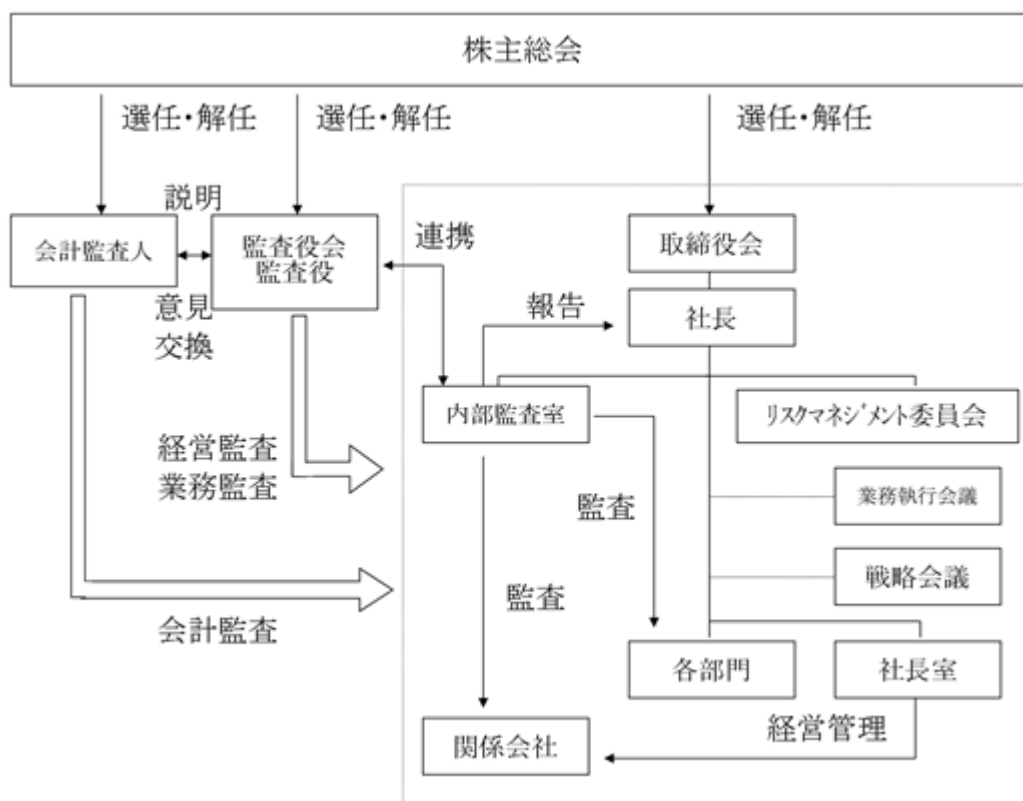 株主総会
選任・解任
選任・解任
選任・解任
説明
会計監査人
監査役会
監査役
連携
取締役会
意見
交換
報告
社長
内部監査室
リスクマネジメント委員会
経営監査
業務監査
監査
業務執行会議
戦略会議
監査
会計監査
各部門
社長室
関係会社
経営管理